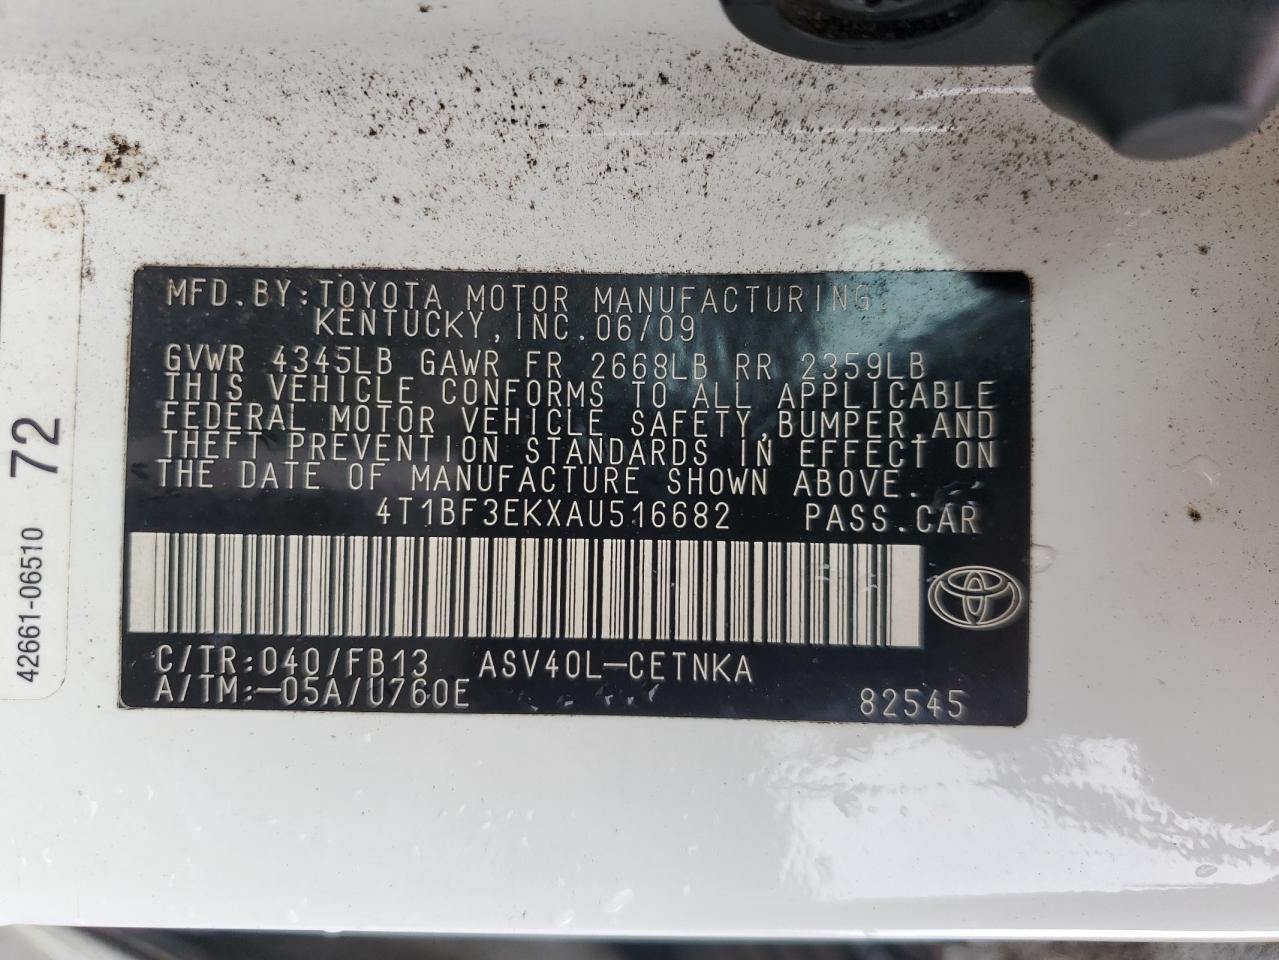 MFD.BY:TOYOTA MOTOR MANUFACTURING
KENTUCKY,INC.06/09
GVWR 4345LB GAWR FR 2668LB RR 2359LB
THIS VEHICLE CONFORMS TO ALL APPLICABLE
FEDERAL MOTOR VEHICLE SAFETY,BUMPER,AND
THEFT PREVENTION STANDARDS IN EFFECT ON
THE DATE OF MANUFACTURE SHOWN ABOVE.
4T1BF3EKXAU516682 PASS.CAR
C/TR:040/FB13 ASV40L-CETNKA
A/TM:-05A/U760E
82545
42661-06510 72